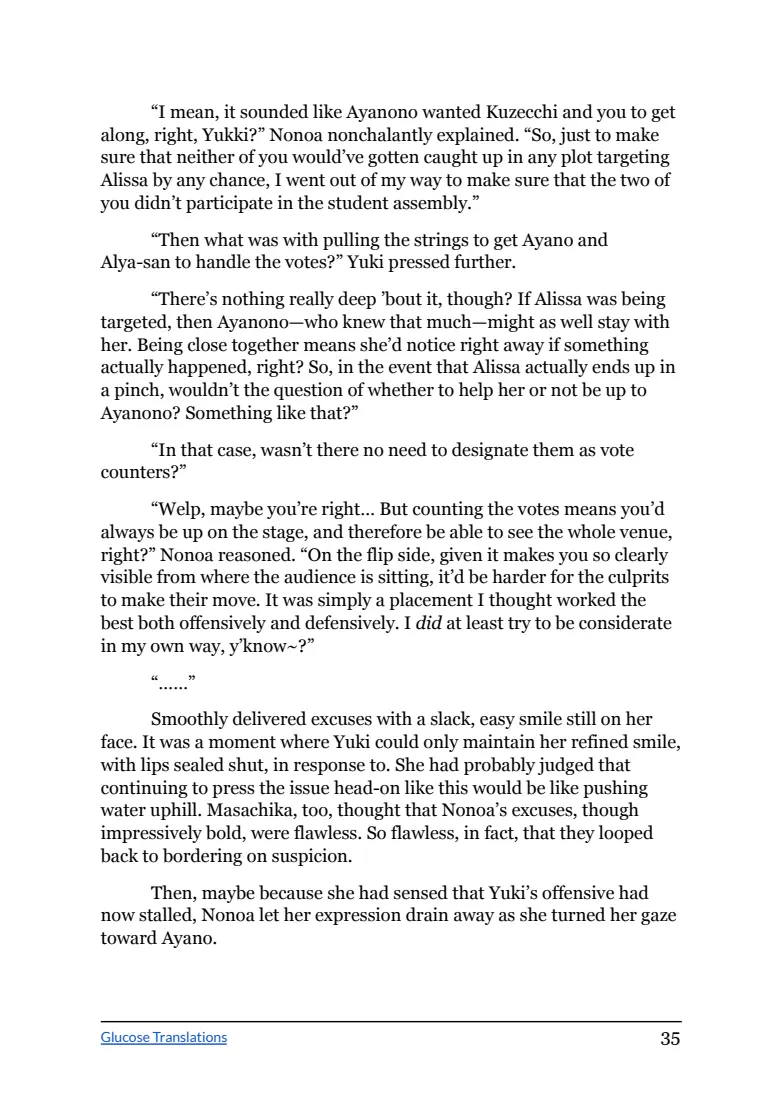 “I mean, it sounded like Ayanono wanted Kuzecchi and you to get
along, right, Yukki?” Nonoa nonchalantly explained. “So, just to make
sure that neither of you would’ve gotten caught up in any plot targeting
Alissa by any chance, I went out of my way to make sure that the two of
you didn’t participate in the student assembly.”
“Then what was with pulling the strings to get Ayano and
Alya-san to handle the votes?” Yuki pressed further.
“There’s nothing really deep ’bout it, though? If Alissa was being
targeted, then Ayanono—who knew that much—might as well stay with
her. Being close together means she’d notice right away if something
actually happened, right? So, in the event that Alissa actually ends up in
a pinch, wouldn’t the question of whether to help her or not be up to
Ayanono? Something like that?”
“In that case, wasn’t there no need to designate them as vote
counters?”
“Welp, maybe you’re right... But counting the votes means you’d
always be up on the stage, and therefore be able to see the whole venue,
right?” Nonoa reasoned. “On the flip side, given it makes you so clearly
visible from where the audience is sitting, it’d be harder for the culprits
to make their move. It was simply a placement I thought worked the
best both offensively and defensively. I did at least try to be considerate
in my own way, y’know~?”
“......”
Smoothly delivered excuses with a slack, easy smile still on her
face. It was a moment where Yuki could only maintain her refined smile,
with lips sealed shut, in response to. She had probably judged that
continuing to press the issue head-on like this would be like pushing
water uphill. Masachika, too, thought that Nonoa’s excuses, though
impressively bold, were flawless. So flawless, in fact, that they looped
back to bordering on suspicion.
Then, maybe because she had sensed that Yuki’s offensive had
now stalled, Nonoa let her expression drain away as she turned her gaze
toward Ayano.
Glucose Translations
35